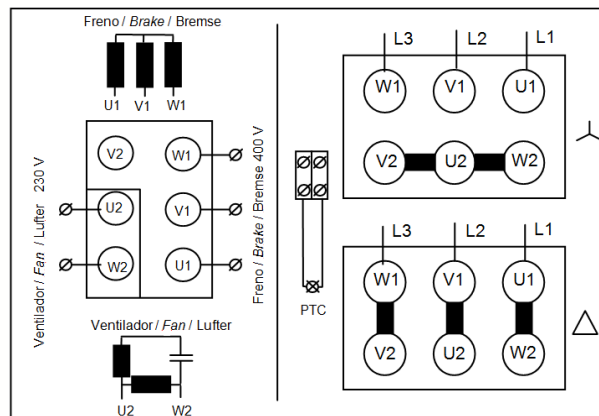 Freno / Brake / Bremse
U1 V1 W1
V2 W1
U2 V1
W2 U1
Ventilador / Fan / Lufter 230 V
Freno / Brake / Bremse 400 V
Ventilador / Fan / Lufter
U2 W2
PTC
L3 L2 L1
W1 V1 U1
V2 U2 W2
L3 L2 L1
W1 V1 U1
V2 U2 W2